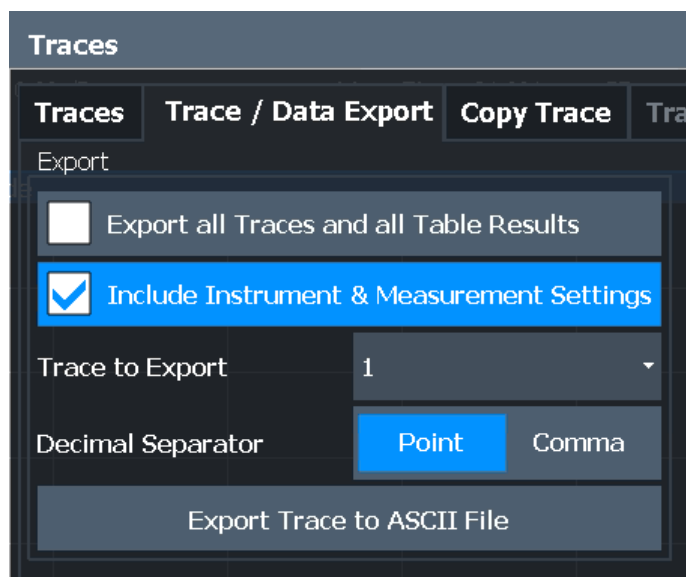 Traces
Traces Trace / Data Export Copy Trace Tra
Export
Export all Traces and all Table Results
Include Instrument & Measurement Settings
Trace to Export 1
Decimal Separator Point Comma
Export Trace to ASCII File